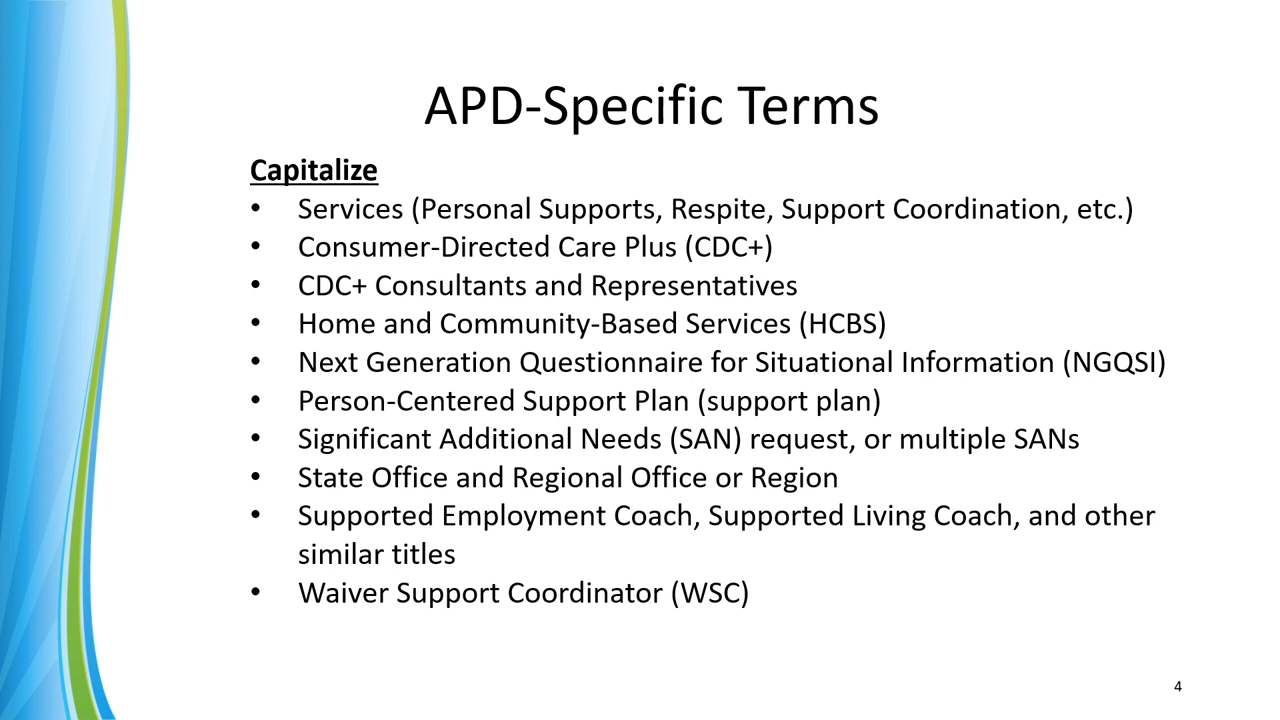 APD-Specific Terms
Capitalize
• Services (Personal Supports, Respite, Support Coordination, etc.)
• Consumer-Directed Care Plus (CDC+)
• CDC+ Consultants and Representatives
• Home and Community-Based Services (HCBS)
• Next Generation Questionnaire for Situational Information (NGQSI)
• Person-Centered Support Plan (support plan)
• Significant Additional Needs (SAN) request, or multiple SANs
• State Office and Regional Office or Region
• Supported Employment Coach, Supported Living Coach, and other
similar titles
• Waiver Support Coordinator (WSC)
4